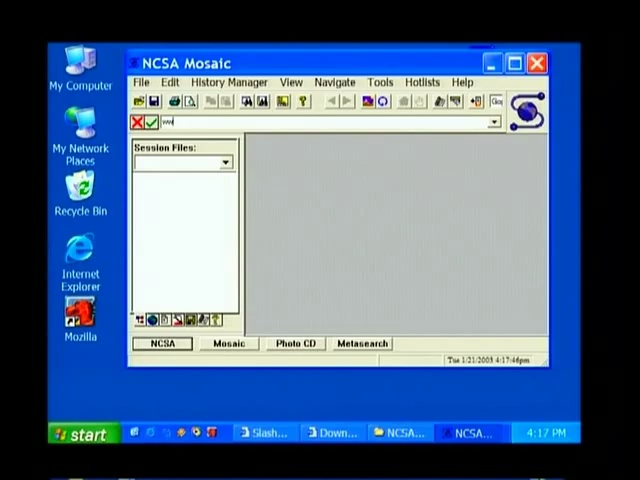 My Computer
My Network
Places
Recycle Bin
Internet
Explorer
Mozilla
NCSA Mosaic
File Edit History Manager View Navigate Tools Hotlists Help
ww
Session Files:
NCSA Mosaic Photo CD Metasearch
Tue 1/21/2003 4:17:46pm
start Slash... Down... NCSA... NCSA... 4:17 PM